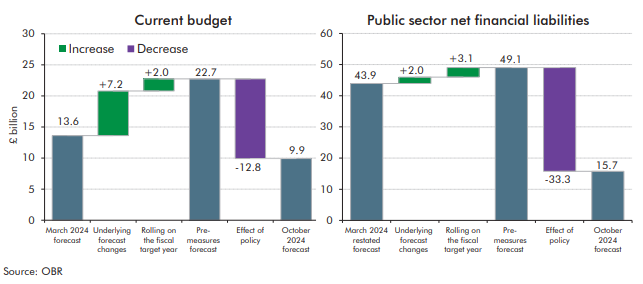 Current budget
30
25
20
15
10
5
0
£ billion
Increase
Decrease
13.6
+7.2
+2.0
22.7
-12.8
9.9
March 2024
forecast
Underlying
forecast
changes
Rolling on
the fiscal
target year
Pre-
measures
forecast
Effect of
policy
October
2024
forecast
Public sector net financial liabilities
60
50
40
30
20
10
0
43.9
+2.0
+3.1
49.1
-33.3
15.7
March 2024
restated
forecast
Underlying
forecast
changes
Rolling on
the fiscal
target year
Pre-
measures
forecast
Effect of
policy
October
2024
forecast
Source: OBR